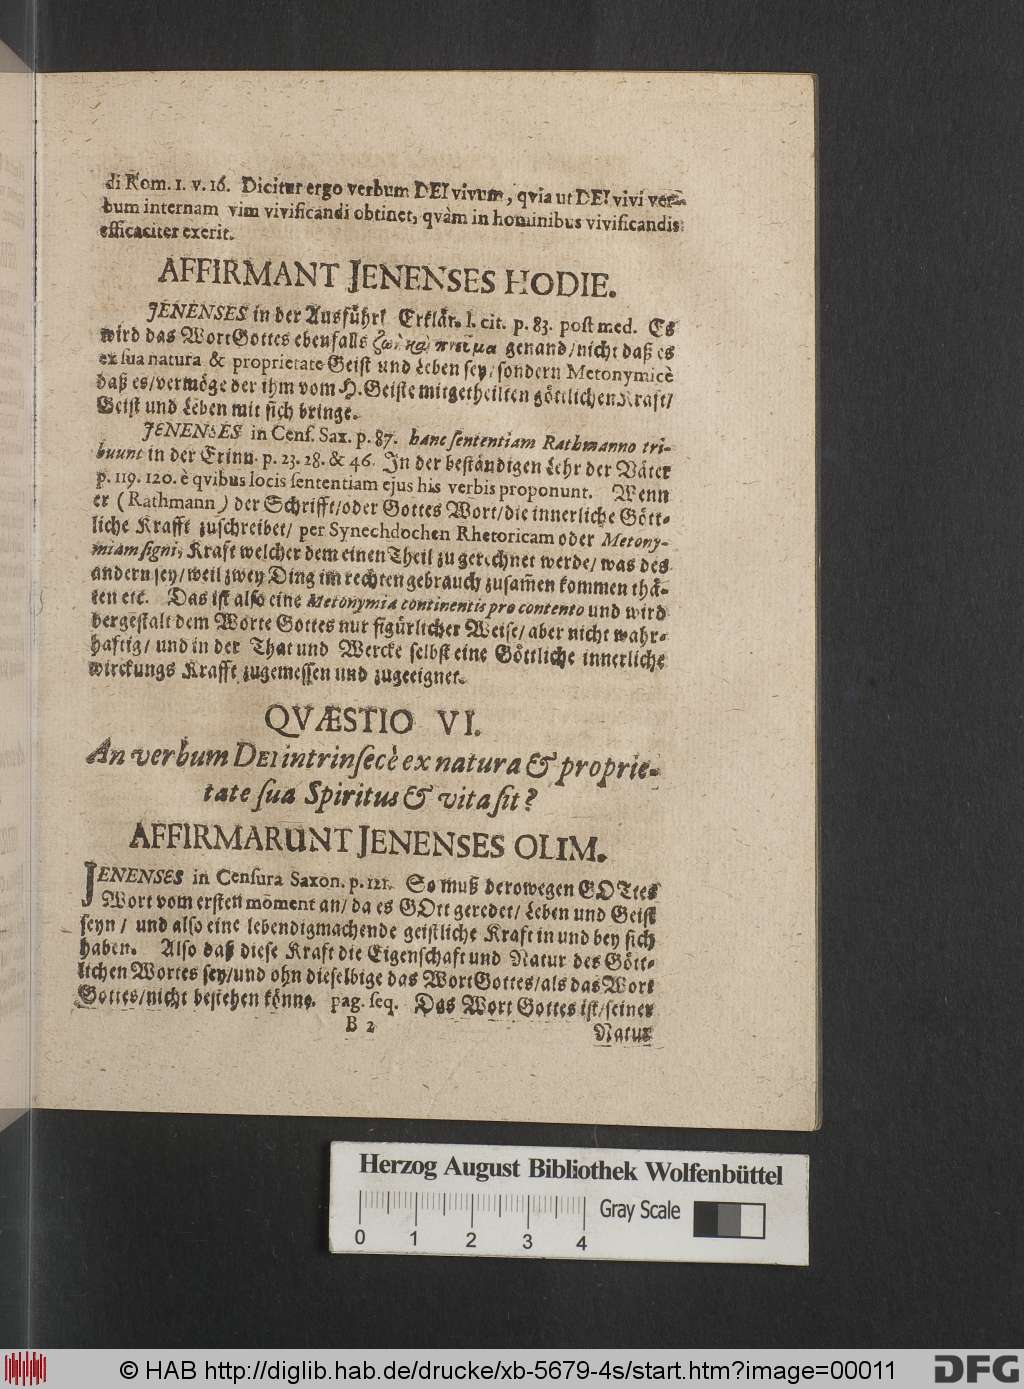 di Rom. 1. v. 16. Dicitur ergo verbum DEI vivum, qvia ut DEI vivi ver-
bum internam vim vivificandi obtinet, qvàm in hominibus vivificandis
efficaciter exerit.
AFFIRMANT JENENSES HODIE.
JENENSES in der Außführl Erklär. l. cit. p. 83. post med. Es
wird das Wort Gottes ebenfalls ζωὴ καὶ πνεῦμα genand/nicht daß es
ex sua natura & proprietate Geist und Leben sey/sondern Metonymicè
daß es/vermöge der ihm vom H.Geiste mitgetheilten göttlichen Kraft/
Geist und Leben mit sich bringe.
JENENSES in Cens. Sax. p. 87. hanc sententiam Rathmanno tri-
buunt in der Erinn. p. 23. 28. & 46. In der beständigen Lehr der Väter
p. 119. 120. è qvibus locis sententiam ejus his verbis proponunt. Wenn
er (Rathmann) der Schrifft/oder Gottes Wort/die innerliche Gött-
liche Krafft zuschreibet/ per Synechdochen Rhetoricam oder Metony-
miam signi, Kraft welcher dem einen Theil zugerechnet werde/was des
andern sey/weil zwey Ding im rechten gebrauch zusam̃en kommen thä-
ten etc. Das ist also eine Metonymia continentis pro contento und wird
dergestalt dem Worte Gottes nur figürlicher Weise/aber nicht wahr-
hafftig/ und in der That und Wercke selbst eine Göttliche innerliche
wirckungs Krafft zugemessen und zugeeignet.
QVÆSTIO VI.
An verbum DEI intrinsecè ex natura & proprie-
tate sua Spiritus & vita sit?
AFFIRMARUNT JENENSES OLIM.
JENENSES in Censura Saxon. p. 121. So muß derowegen GOTtes
Wort vom ersten moment an/ da es GOtt geredet/ Leben und Geist
seyn/ und also eine lebendigmachende geistliche Kraft in und bey sich
haben. Also daß diese Kraft die Eigenschaft und Natur des Gött-
lichen Wortes sey/und ohn dieselbige das Wort Gottes/als das Wort
Gottes/nicht bestehen könne. pag. seq. Das Wort Gottes ist/seiner
B 2
Natur
Herzog August Bibliothek Wolfenbüttel
Gray Scale
0 1 2 3 4
© HAB http://diglib.hab.de/drucke/xb-5679-4s/start.htm?image=00011
DFG